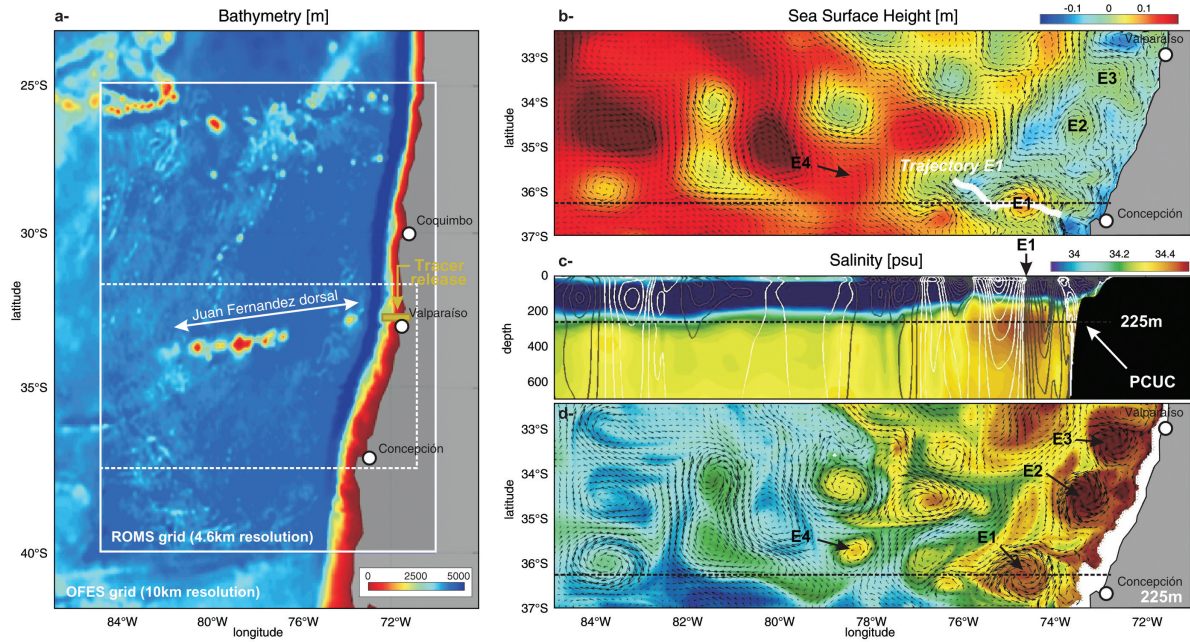 a-
Bathymetry [m]
25°S
30°S
35°S
40°S
latitude
Coquimbo
Tracer
release
Juan Fernandez dorsal
Valparaíso
Concepción
ROMS grid (4.6km resolution)
OFES grid (10km resolution)
0 2500 5000
84°W 80°W 76°W 72°W
longitude
b-
Sea Surface Height [m]
-0.1 0 0.1
Valparaíso
33°S
34°S
35°S
36°S
37°S
latitude
E3
E2
E4
Trajectory E1
E1
Concepción
E1
c-
Salinity [psu]
34 34.2 34.4
0
200
400
600
depth
225m
PCUC
d-
Valparaíso
33°S
34°S
35°S
36°S
37°S
latitude
E3
E2
E4
E1
Concepción
225m
84°W 82°W 80°W 78°W 76°W 74°W 72°W
longitude